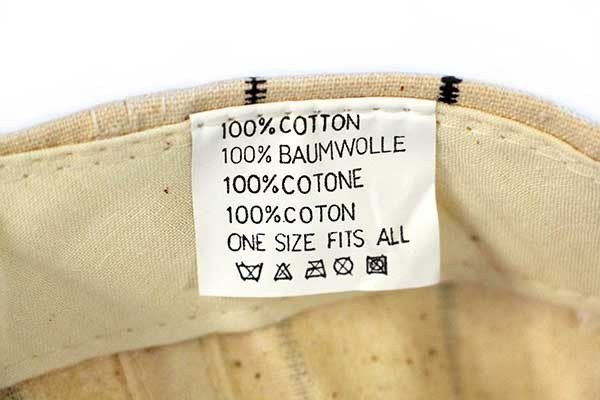 100% COTTON
100% BAUMWOLLE
100% COTONE
100% COTON
ONE SIZE FITS ALL